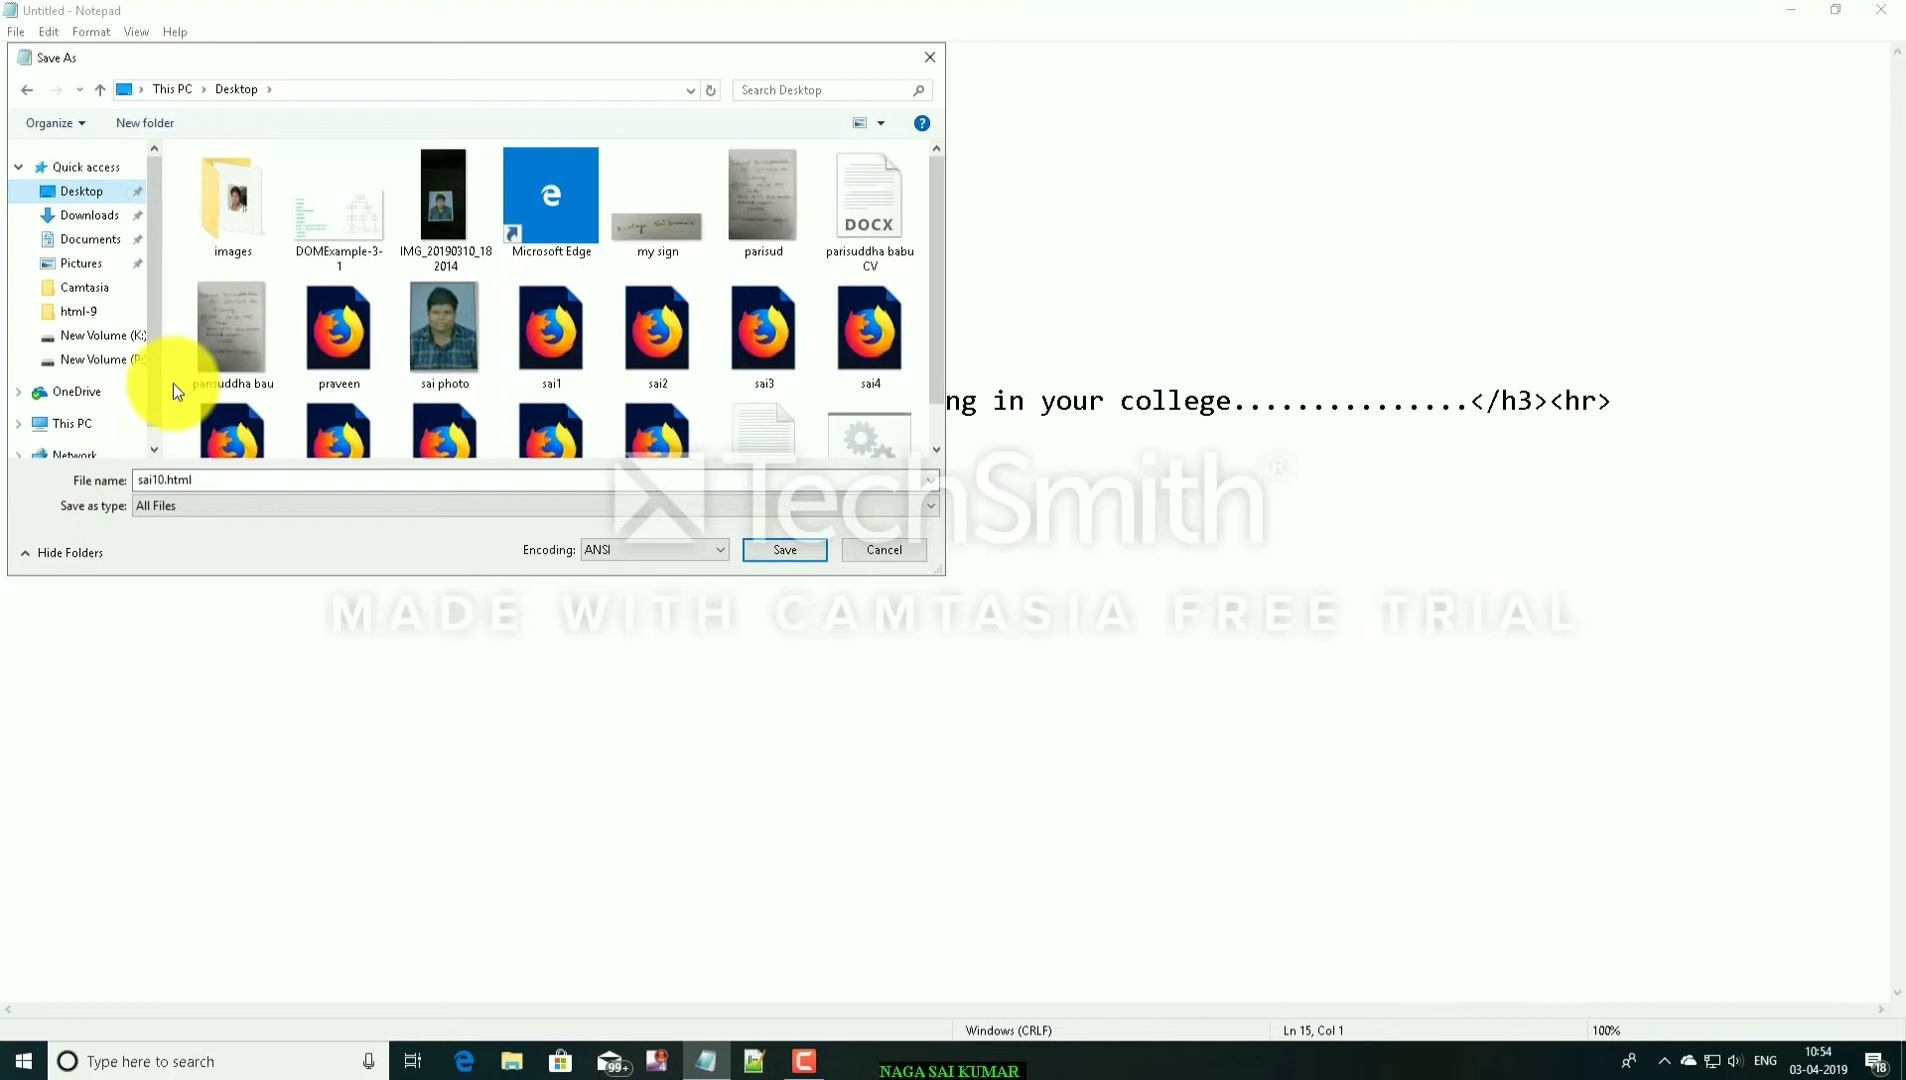 Untitled - Notepad
File Edit Format View Help
Save As
This PC › Desktop ›
Search Desktop
Organize New folder
Quick access
Desktop
Downloads
Documents
Pictures
Camtasia
html-9
New Volume (K:)
New Volume (P:)
OneDrive
This PC
Network
images
DOMExample-3-1
IMG_20190310_182014
Microsoft Edge
my sign
parisud
DOCX
parisuddha babu CV
parisuddha bau
praveen
sai photo
sai1
sai2
sai3
sai4
ng in your college...............</h3><hr>
File name: sai10.html
Save as type: All Files
Hide Folders
Encoding: ANSI Save Cancel
TechSmith®
MADE WITH CAMTASIA FREE TRIAL
Windows (CRLF) Ln 15, Col 1 100%
Type here to search
99+
NAGA SAI KUMAR
ENG
10:54
03-04-2019
18